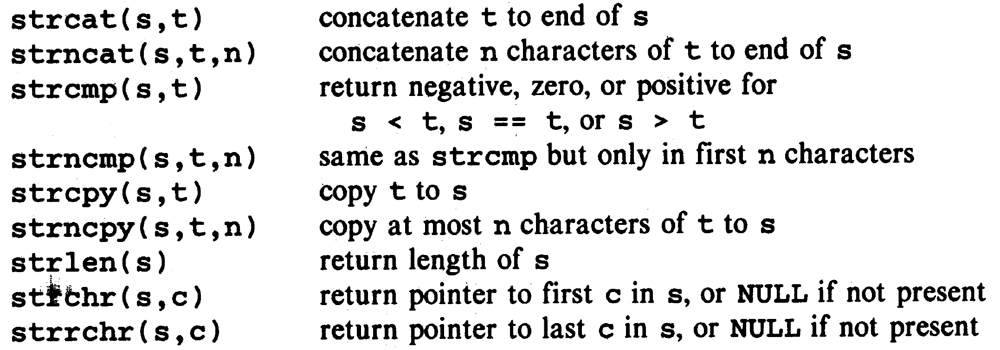 strcat(s,t) concatenate t to end of s
strncat(s,t,n) concatenate n characters of t to end of s
strcmp(s,t) return negative, zero, or positive for
s < t, s == t, or s > t
strncmp(s,t,n) same as strcmp but only in first n characters
strcpy(s,t) copy t to s
strncpy(s,t,n) copy at most n characters of t to s
strlen(s) return length of s
strchr(s,c) return pointer to first c in s, or NULL if not present
strrchr(s,c) return pointer to last c in s, or NULL if not present